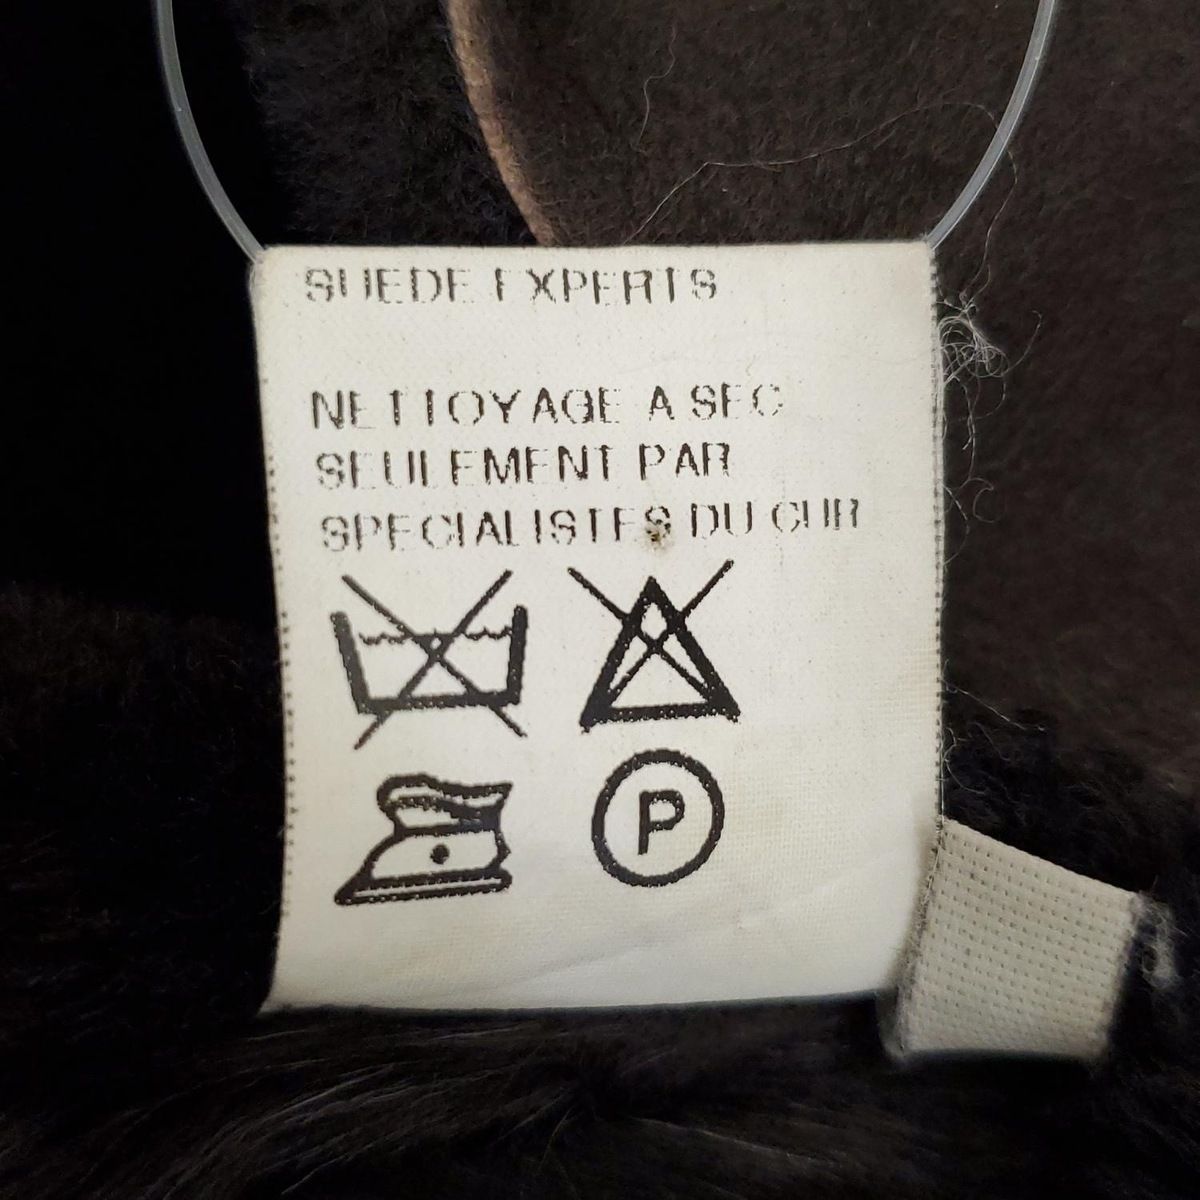 SUEDE EXPERTS
NETTOYAGE A SEC
SEULEMENT PAR
SPECIALISTES DU CUIR
P